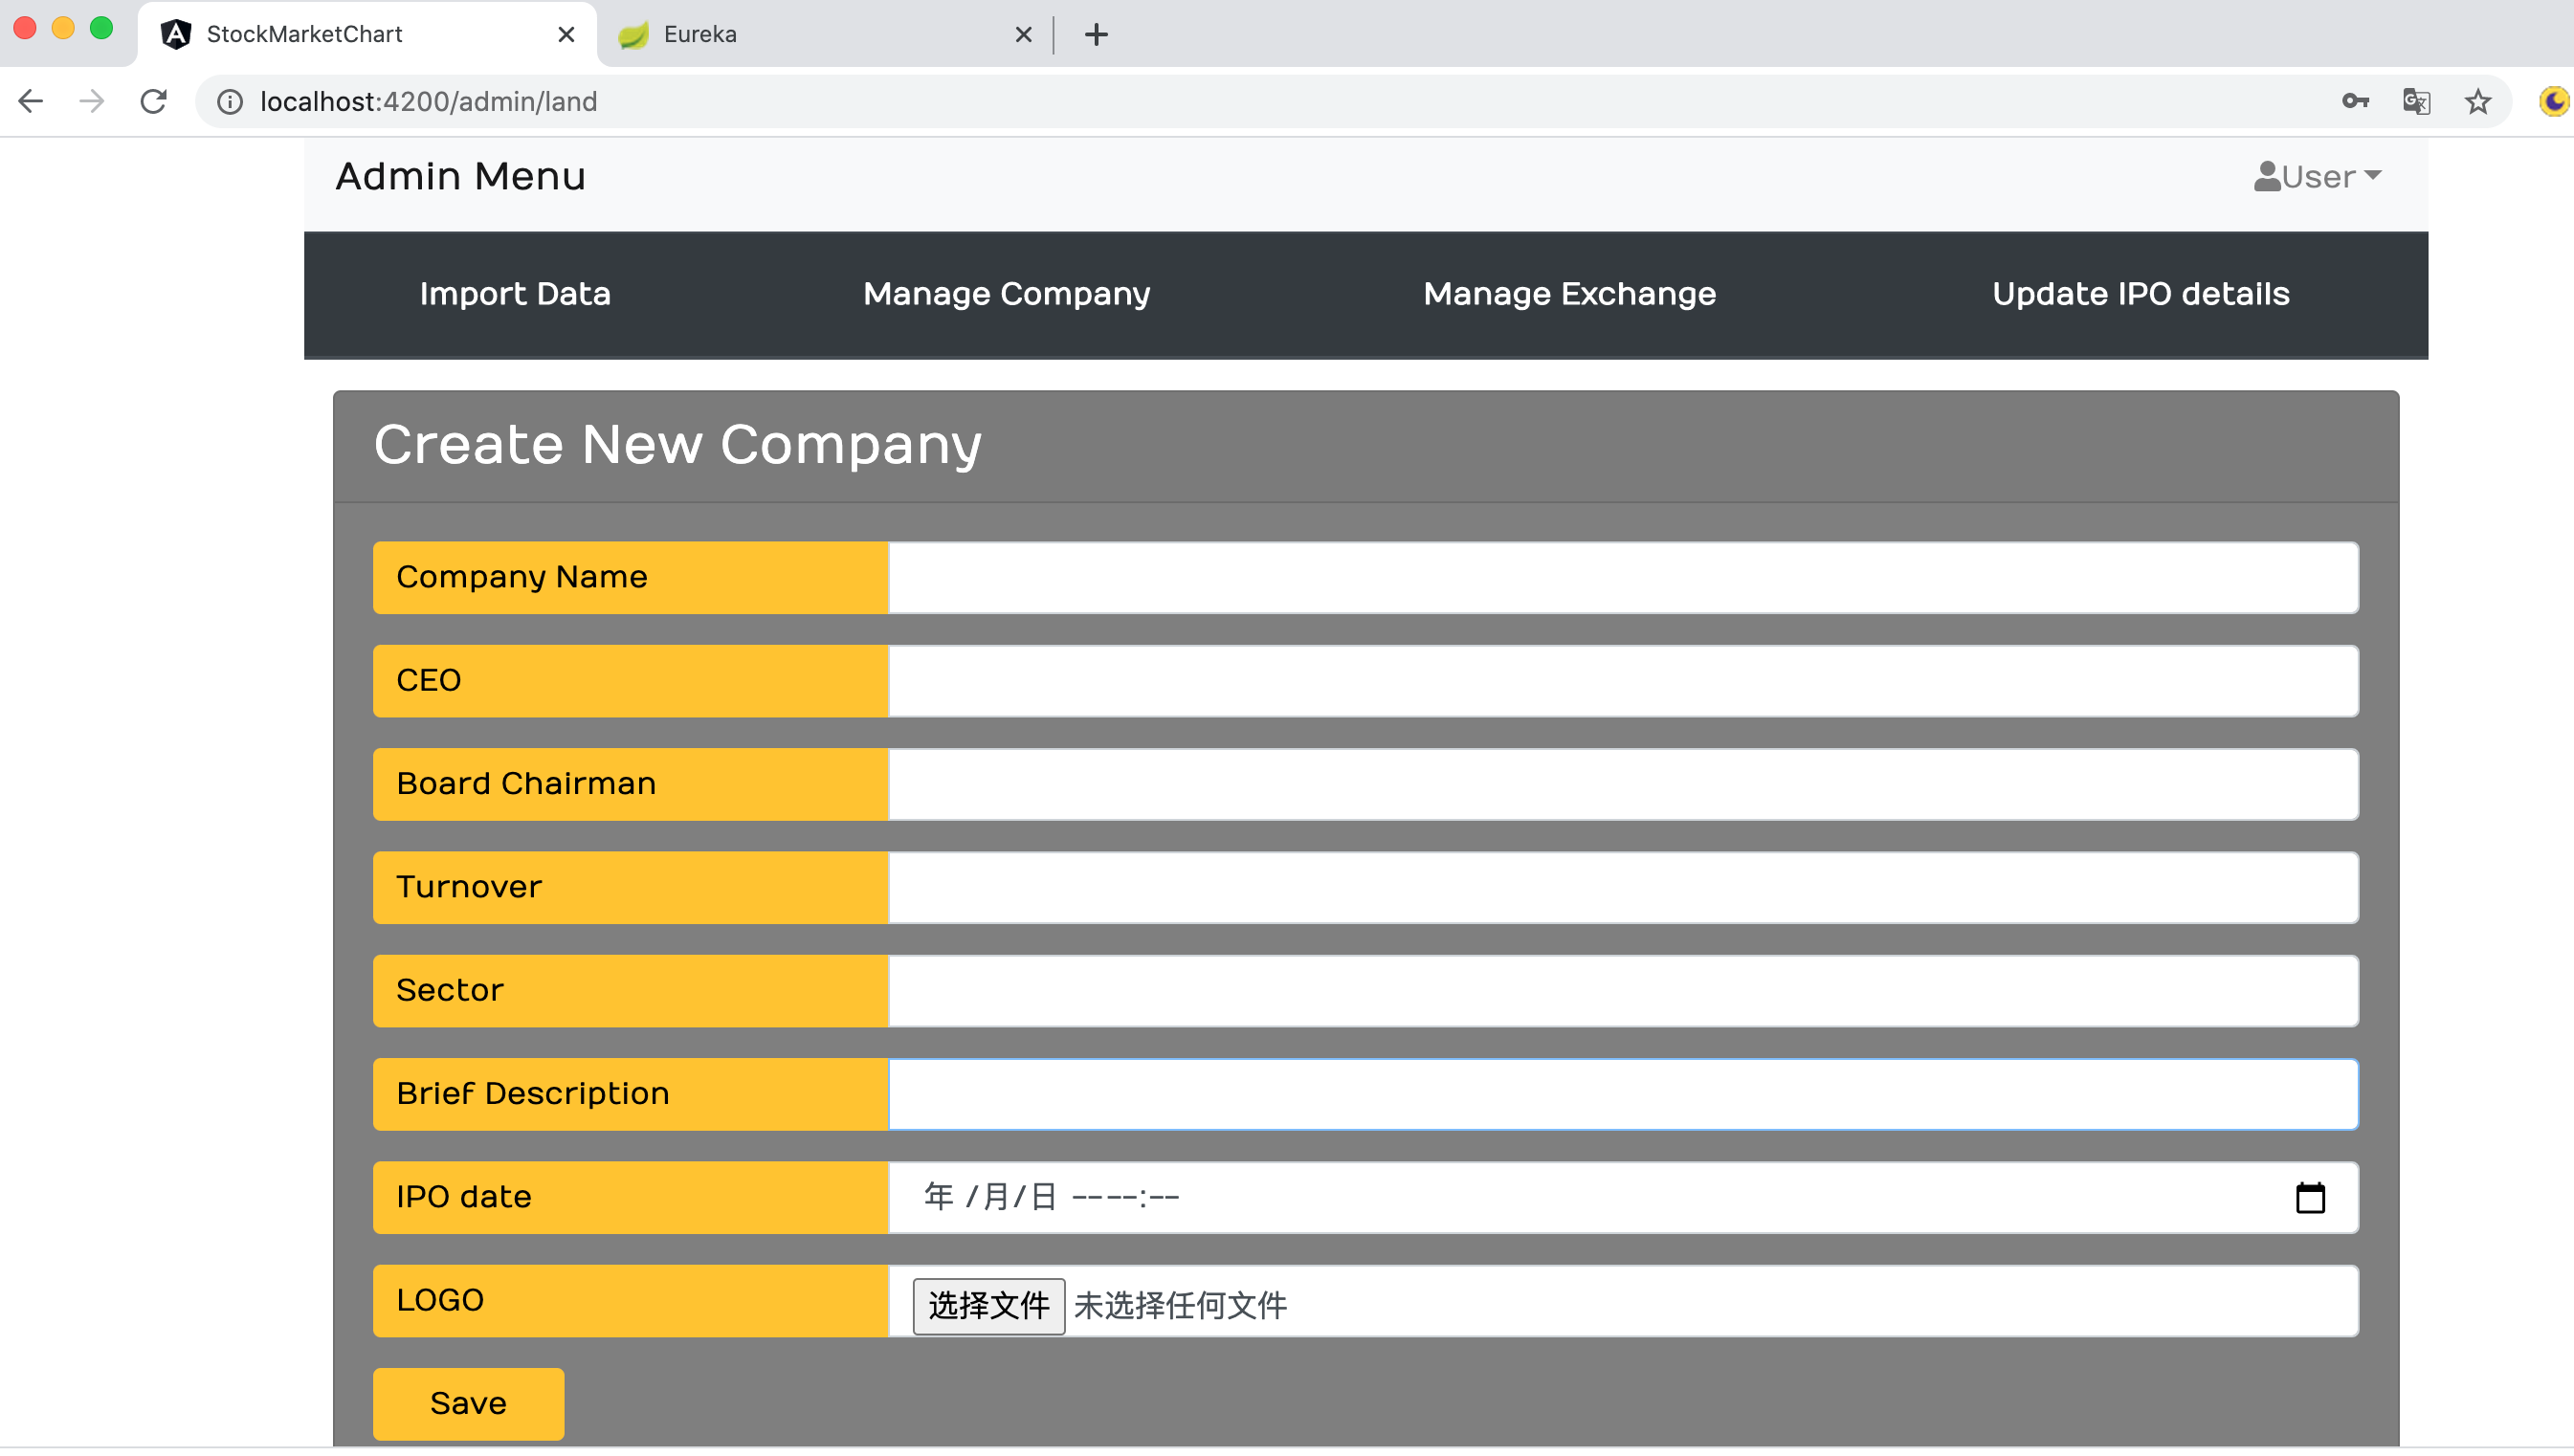 StockMarketChart
Eureka
localhost:4200/admin/land
Admin Menu
User
Import Data
Manage Company
Manage Exchange
Update IPO details
Create New Company
Company Name
CEO
Board Chairman
Turnover
Sector
Brief Description
IPO date
年 /月/日 -- --:--
LOGO
选择文件 未选择任何文件
Save